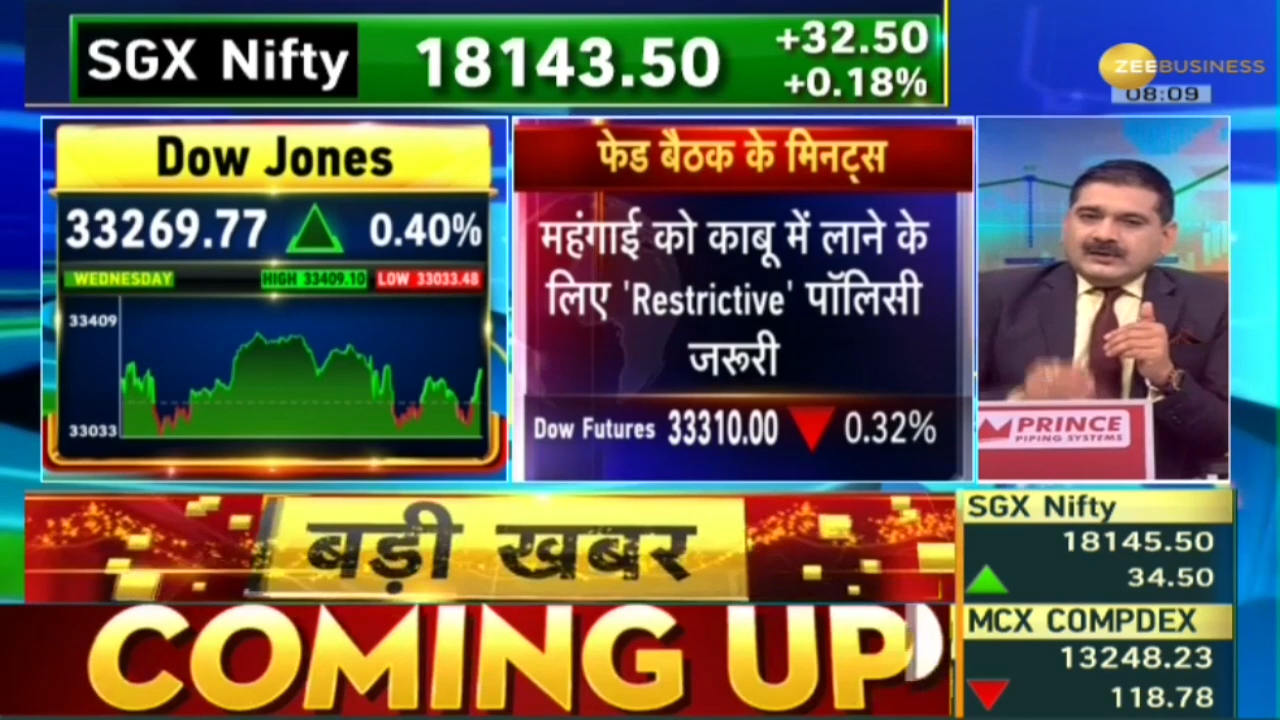 SGX Nifty 18143.50 +32.50
+0.18%
ZEEBUSINESS
08:09
Dow Jones
33269.77 0.40%
WEDNESDAY HIGH 33409.10 LOW 33033.48
33409
33033
फेड बैठक के मिनट्स
महंगाई को काबू में लाने के
लिए 'Restrictive' पॉलिसी
जरूरी
Dow Futures 33310.00 0.32%
PRINCE
PIPING SYSTEMS
बड़ी खबर
COMING UP
SGX Nifty
18145.50
34.50
MCX COMPDEX
13248.23
118.78